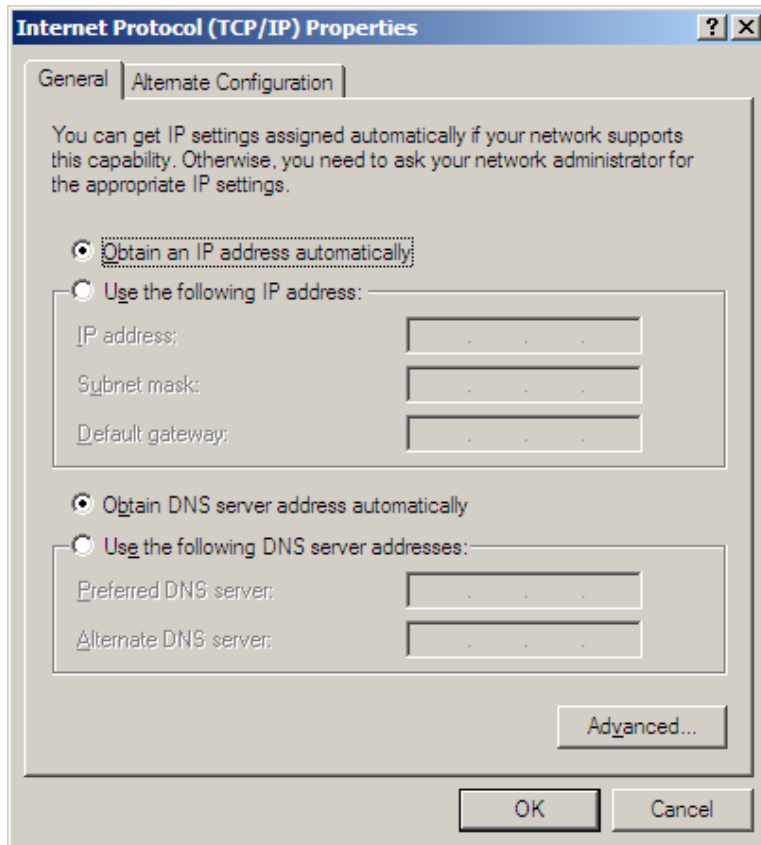 Internet Protocol (TCP/IP) Properties
General
Alternate Configuration
You can get IP settings assigned automatically if your network supports
this capability. Otherwise, you need to ask your network administrator for
the appropriate IP settings.
Obtain an IP address automatically
Use the following IP address:
IP address:
Subnet mask:
Default gateway:
Obtain DNS server address automatically
Use the following DNS server addresses:
Preferred DNS server:
Alternate DNS server:
Advanced...
OK
Cancel